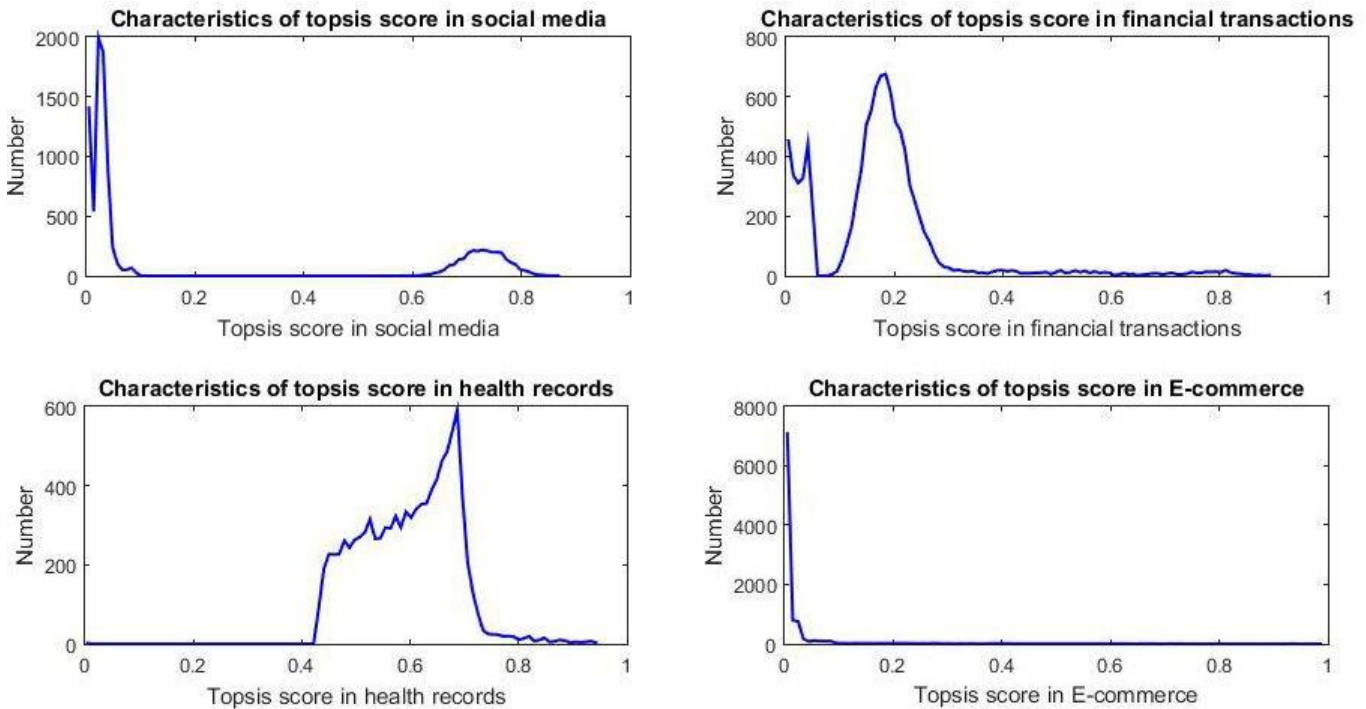 Characteristics of topsis score in social media
2000
1500
1000
500
0
Number
0 0.2 0.4 0.6 0.8 1
Topsis score in social media
Characteristics of topsis score in financial transactions
800
600
400
200
0
Number
0 0.2 0.4 0.6 0.8 1
Topsis score in financial transactions
Characteristics of topsis score in health records
600
400
200
0
Number
0 0.2 0.4 0.6 0.8 1
Topsis score in health records
Characteristics of topsis score in E-commerce
8000
6000
4000
2000
0
Number
0 0.2 0.4 0.6 0.8 1
Topsis score in E-commerce